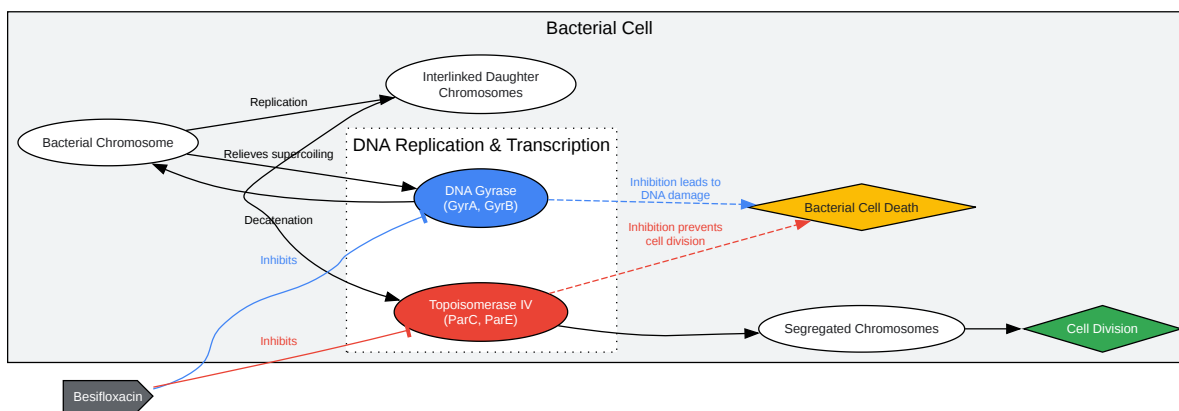 Bacterial Cell
Interlinked Daughter
Chromosomes
Replication
Bacterial Chromosome
DNA Replication & Transcription
Relieves supercoiling
DNA Gyrase
(GyrA, GyrB)
Inhibition leads to
DNA damage
Bacterial Cell Death
Decatenation
Inhibition prevents
cell division
Inhibits
Topoisomerase IV
(ParC, ParE)
Segregated Chromosomes
Cell Division
Inhibits
Besifloxacin